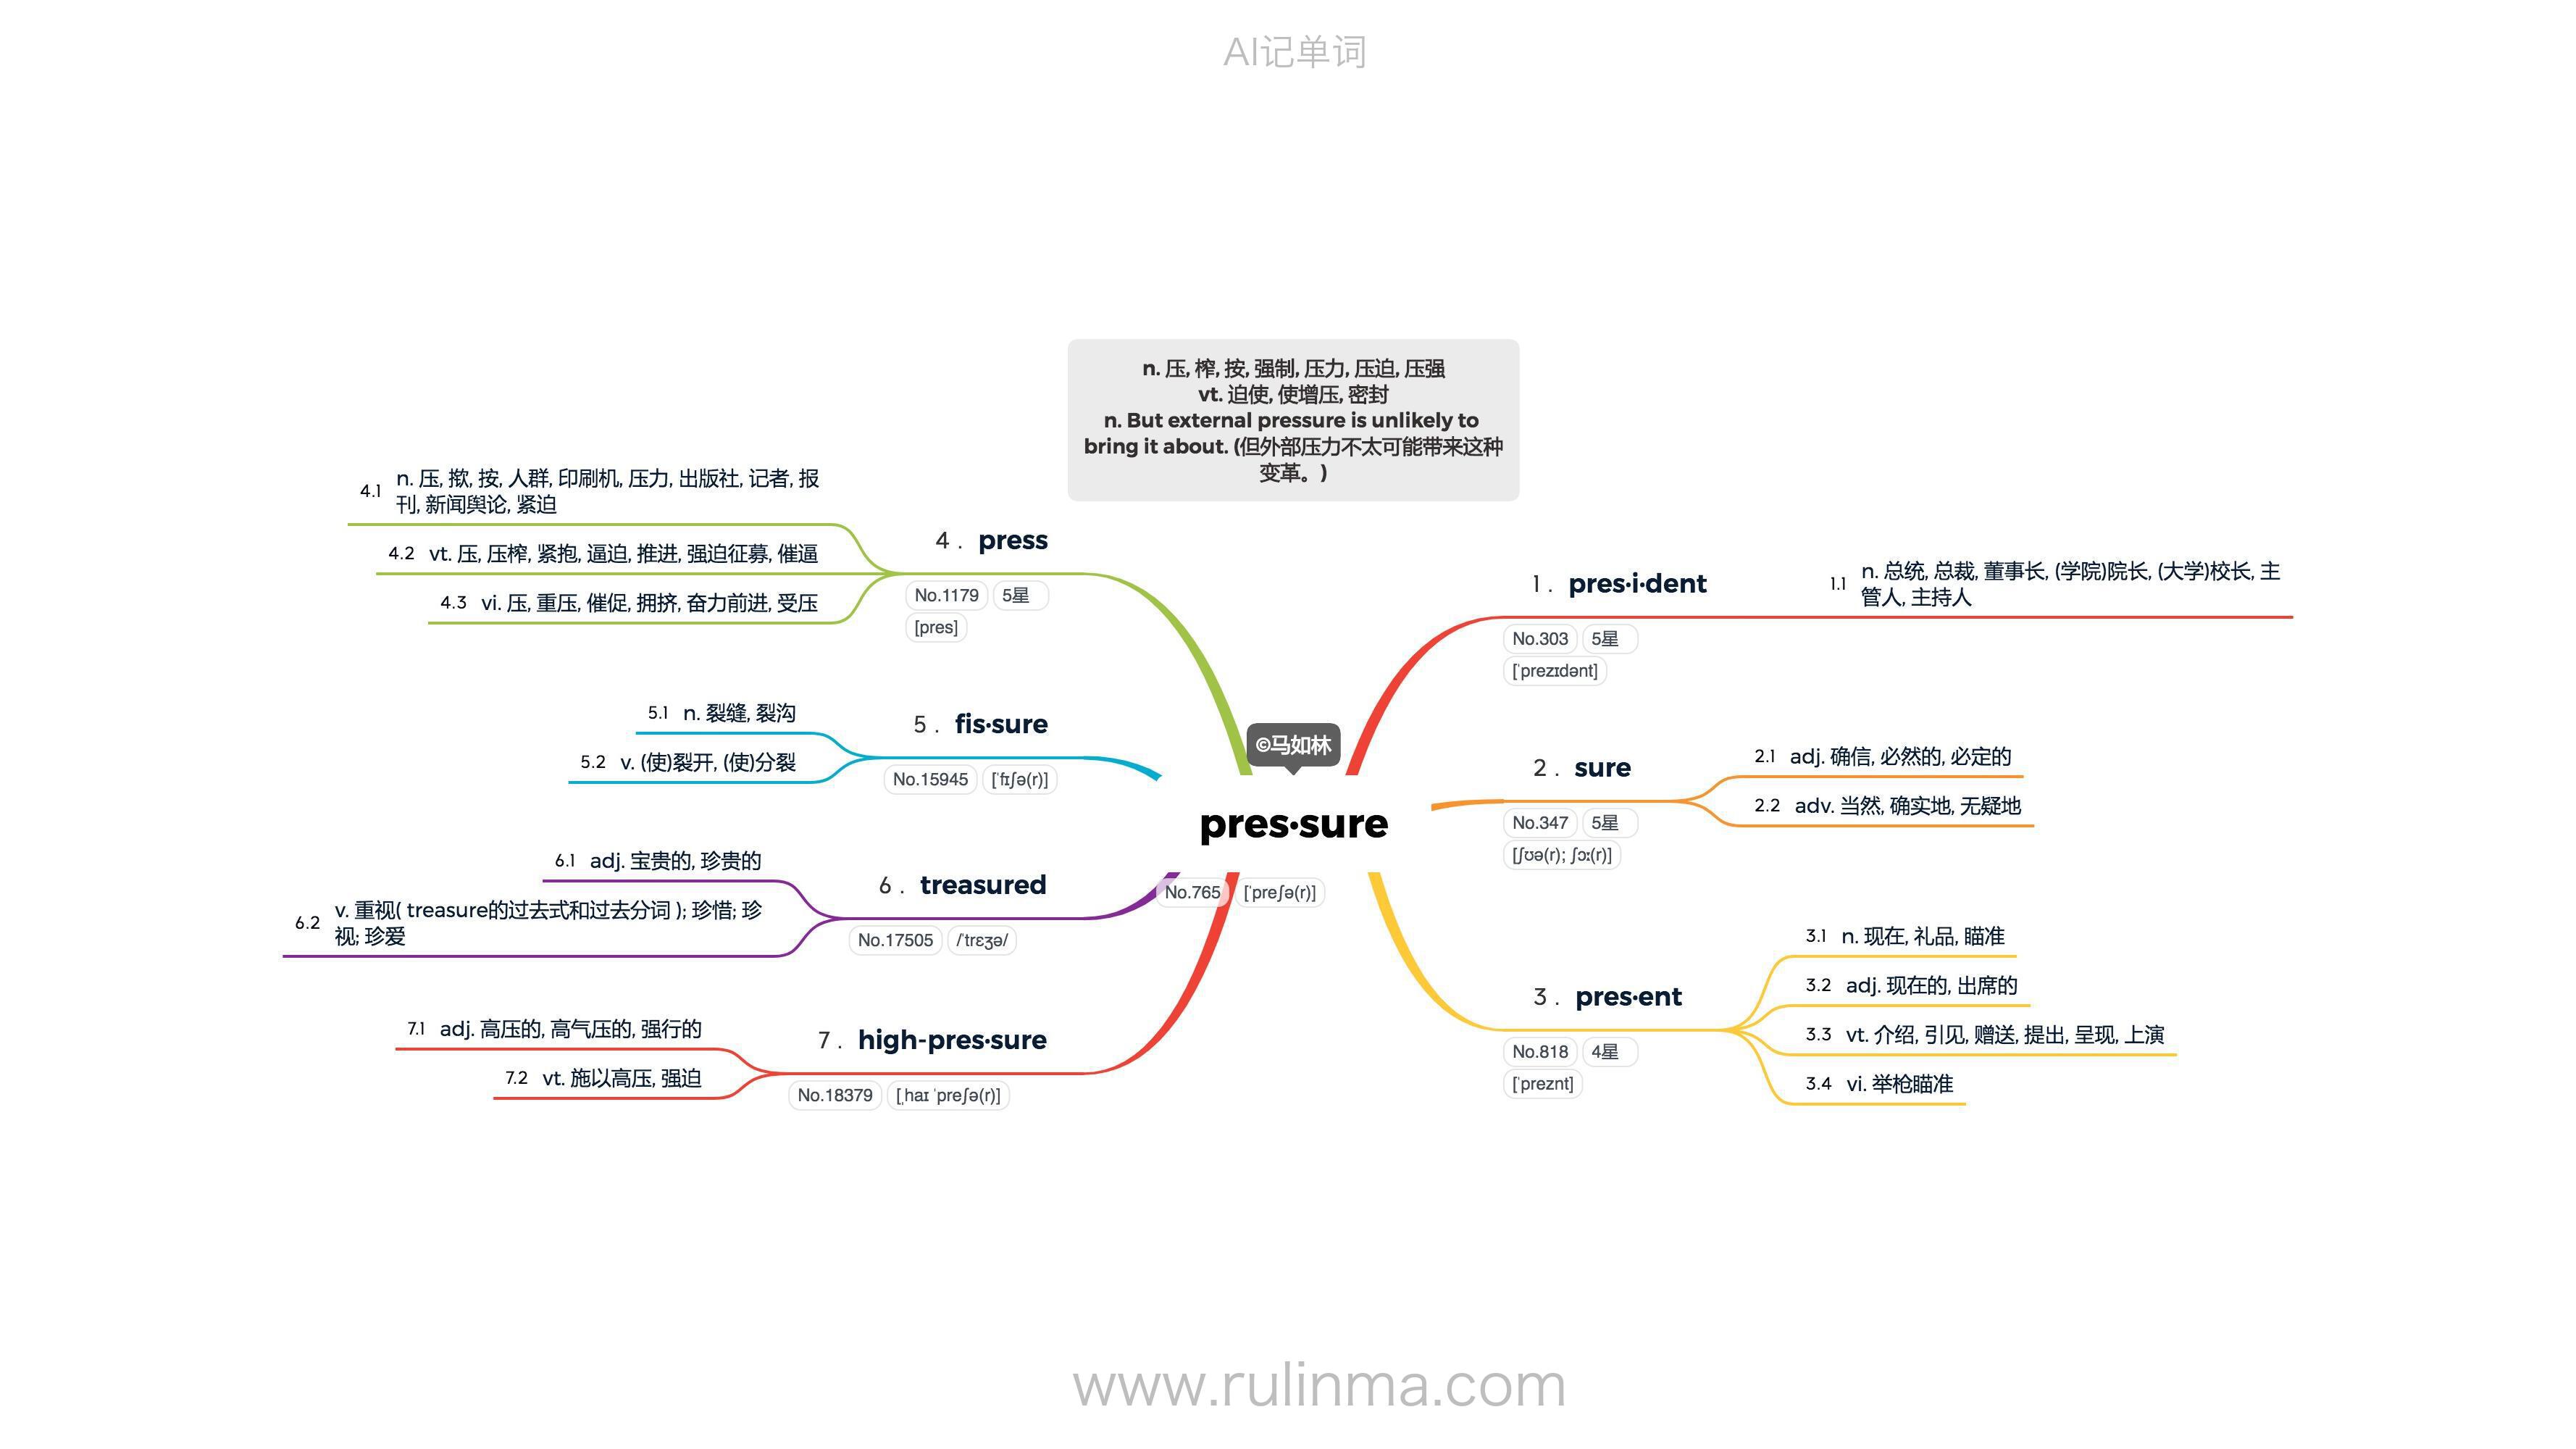 AI记单词
n. 压, 榨, 按, 强制, 压力, 压迫, 压强
vt. 迫使, 使增压, 密封
n. But external pressure is unlikely to
bring it about. (但外部压力不太可能带来这种
变革。)
©马如林
pres·sure
No.765 [ˈpreʃə(r)]
1 . pres·i·dent
No.303 5星
[ˈprezɪdənt]
1.1 n. 总统, 总裁, 董事长, (学院)院长, (大学)校长, 主
管人, 主持人
2 . sure
No.347 5星
[ʃʊə(r); ʃɔː(r)]
2.1 adj. 确信, 必然的, 必定的
2.2 adv. 当然, 确实地, 无疑地
3 . pres·ent
No.818 4星
[ˈpreznt]
3.1 n. 现在, 礼品, 瞄准
3.2 adj. 现在的, 出席的
3.3 vt. 介绍, 引见, 赠送, 提出, 呈现, 上演
3.4 vi. 举枪瞄准
4 . press
No.1179 5星
[pres]
4.1 n. 压, 揿, 按, 人群, 印刷机, 压力, 出版社, 记者, 报
刊, 新闻舆论, 紧迫
4.2 vt. 压, 压榨, 紧抱, 逼迫, 推进, 强迫征募, 催逼
4.3 vi. 压, 重压, 催促, 拥挤, 奋力前进, 受压
5 . fis·sure
No.15945 [ˈfɪʃə(r)]
5.1 n. 裂缝, 裂沟
5.2 v. (使)裂开, (使)分裂
6 . treasured
No.17505 /ˈtrɛʒə/
6.1 adj. 宝贵的, 珍贵的
6.2 v. 重视( treasure的过去式和过去分词 ); 珍惜; 珍
视; 珍爱
7 . high-pres·sure
No.18379 [ˌhaɪ ˈpreʃə(r)]
7.1 adj. 高压的, 高气压的, 强行的
7.2 vt. 施以高压, 强迫
www.rulinma.com